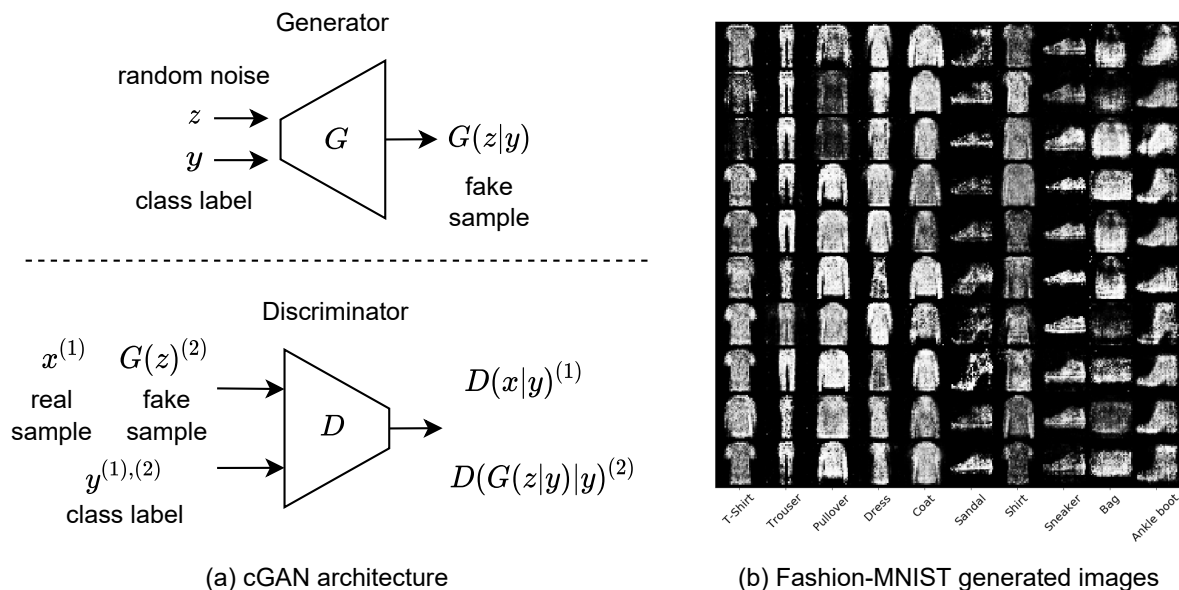 Generator
random noise
z
y
class label
G
G(z|y)
fake
sample
Discriminator
x^{(1)} G(z)^{(2)}
real fake
sample sample
y^{(1),(2)}
class label
D
D(x|y)^{(1)}
D(G(z|y)|y)^{(2)}
(a) cGAN architecture
T-Shirt Trouser Pullover Dress Coat Sandal Shirt Sneaker Bag Ankle boot
(b) Fashion-MNIST generated images